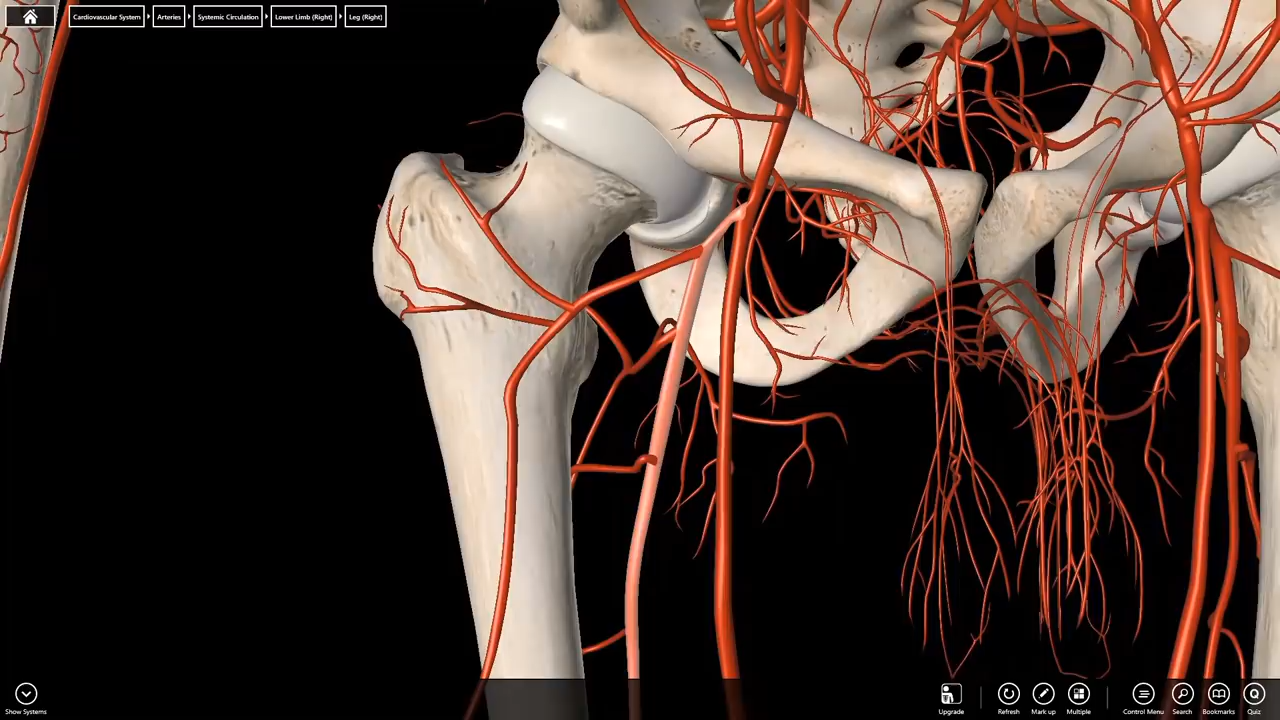 Cardiovascular System
Arteries
Systemic Circulation
Lower Limb (Right)
Leg (Right)
Show Systems
Upgrade
Refresh
Mark up
Multiple
Control Menu
Search
Bookmarks
Quiz